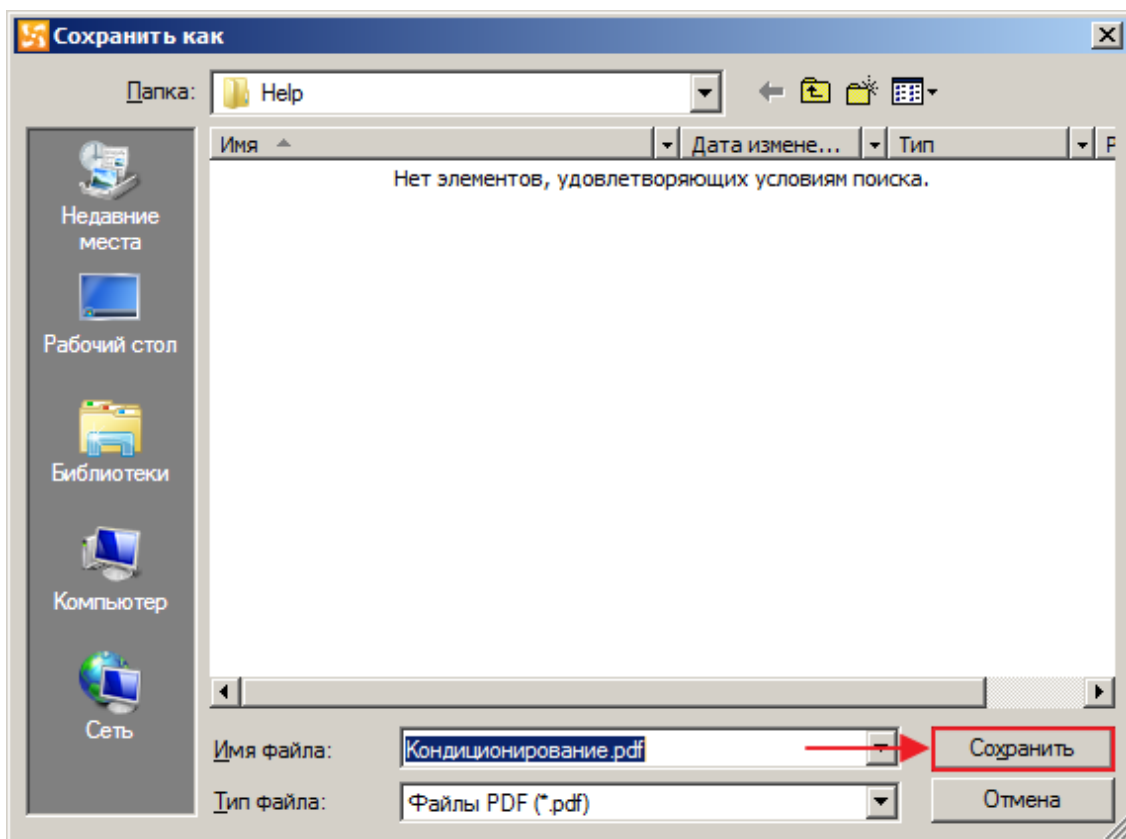 Сохранить как
Папка:
Help
Имя
Дата измене...
Тип
Р
Нет элементов, удовлетворяющих условиям поиска.
Недавние
места
Рабочий стол
Библиотеки
Компьютер
Сеть
Имя файла:
Кондиционирование.pdf
Сохранить
Тип файла:
Файлы PDF (*.pdf)
Отмена